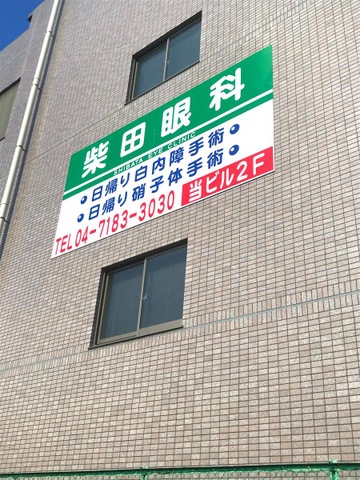 柴田眼科
SHIBATA EYE CLINIC
●日帰り白内障手術●
●日帰り硝子体手術●
TEL 04-7183-3030 当ビル2F